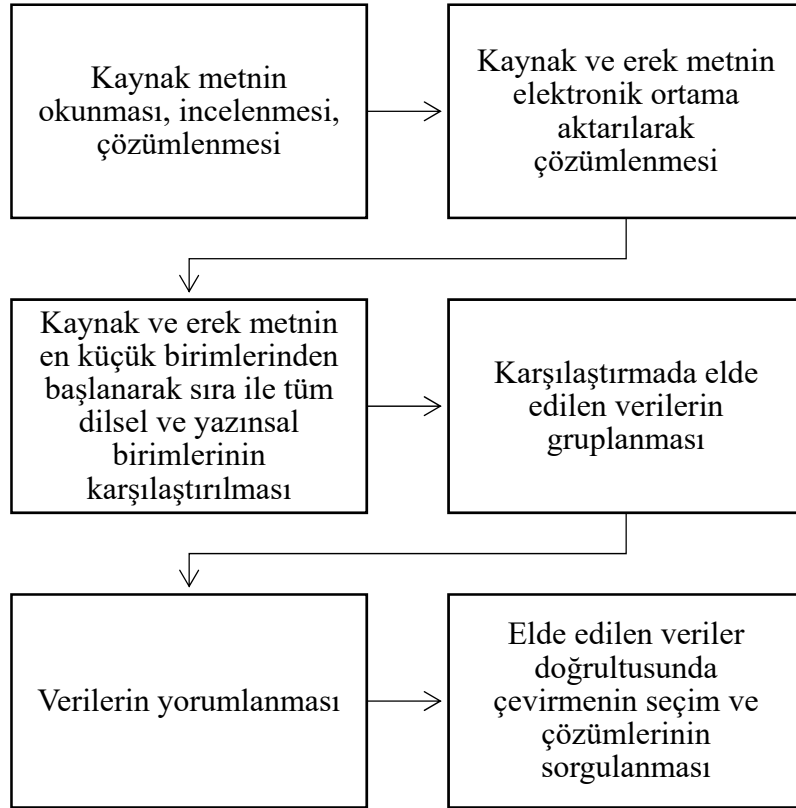 Kaynak metnin
okunması, incelenmesi,
çözümlenmesi
Kaynak ve erek metnin
elektronik ortama
aktarılarak
çözümlenmesi
Kaynak ve erek metnin
en küçük birimlerinden
başlanarak sıra ile tüm
dilsel ve yazınsal
birimlerinin
karşılaştırılması
Karşılaştırmada elde
edilen verilerin
gruplanması
Verilerin yorumlanması
Elde edilen veriler
doğrultusunda
çevirmenin seçim ve
çözümlerinin
sorgulanması